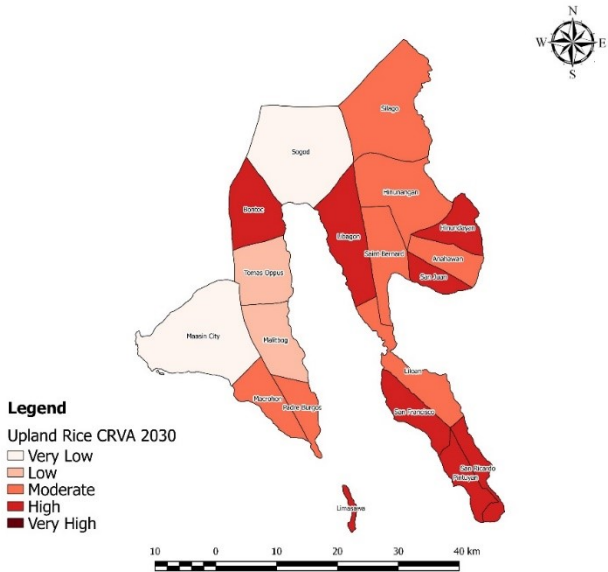 N
W E
S
Silago
Sogod
Hinunangan
Bontoc
Libagon
Hinundayan
Saint Bernard
Anahawan
Tomas Oppus
San Juan
Maasin City
Malitbog
Liloan
Macrohon
Padre Burgos
San Francisco
San Ricardo
Pintuyan
Limasawa
Legend
Upland Rice CRVA 2030
Very Low
Low
Moderate
High
Very High
10 0 10 20 30 40 km